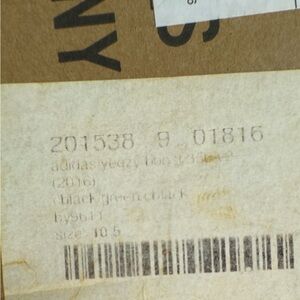 NY
S
201538 9 01816
adidas yeezy boost 350 v2
(2016)
black/green/black
by9611
size: 10.5